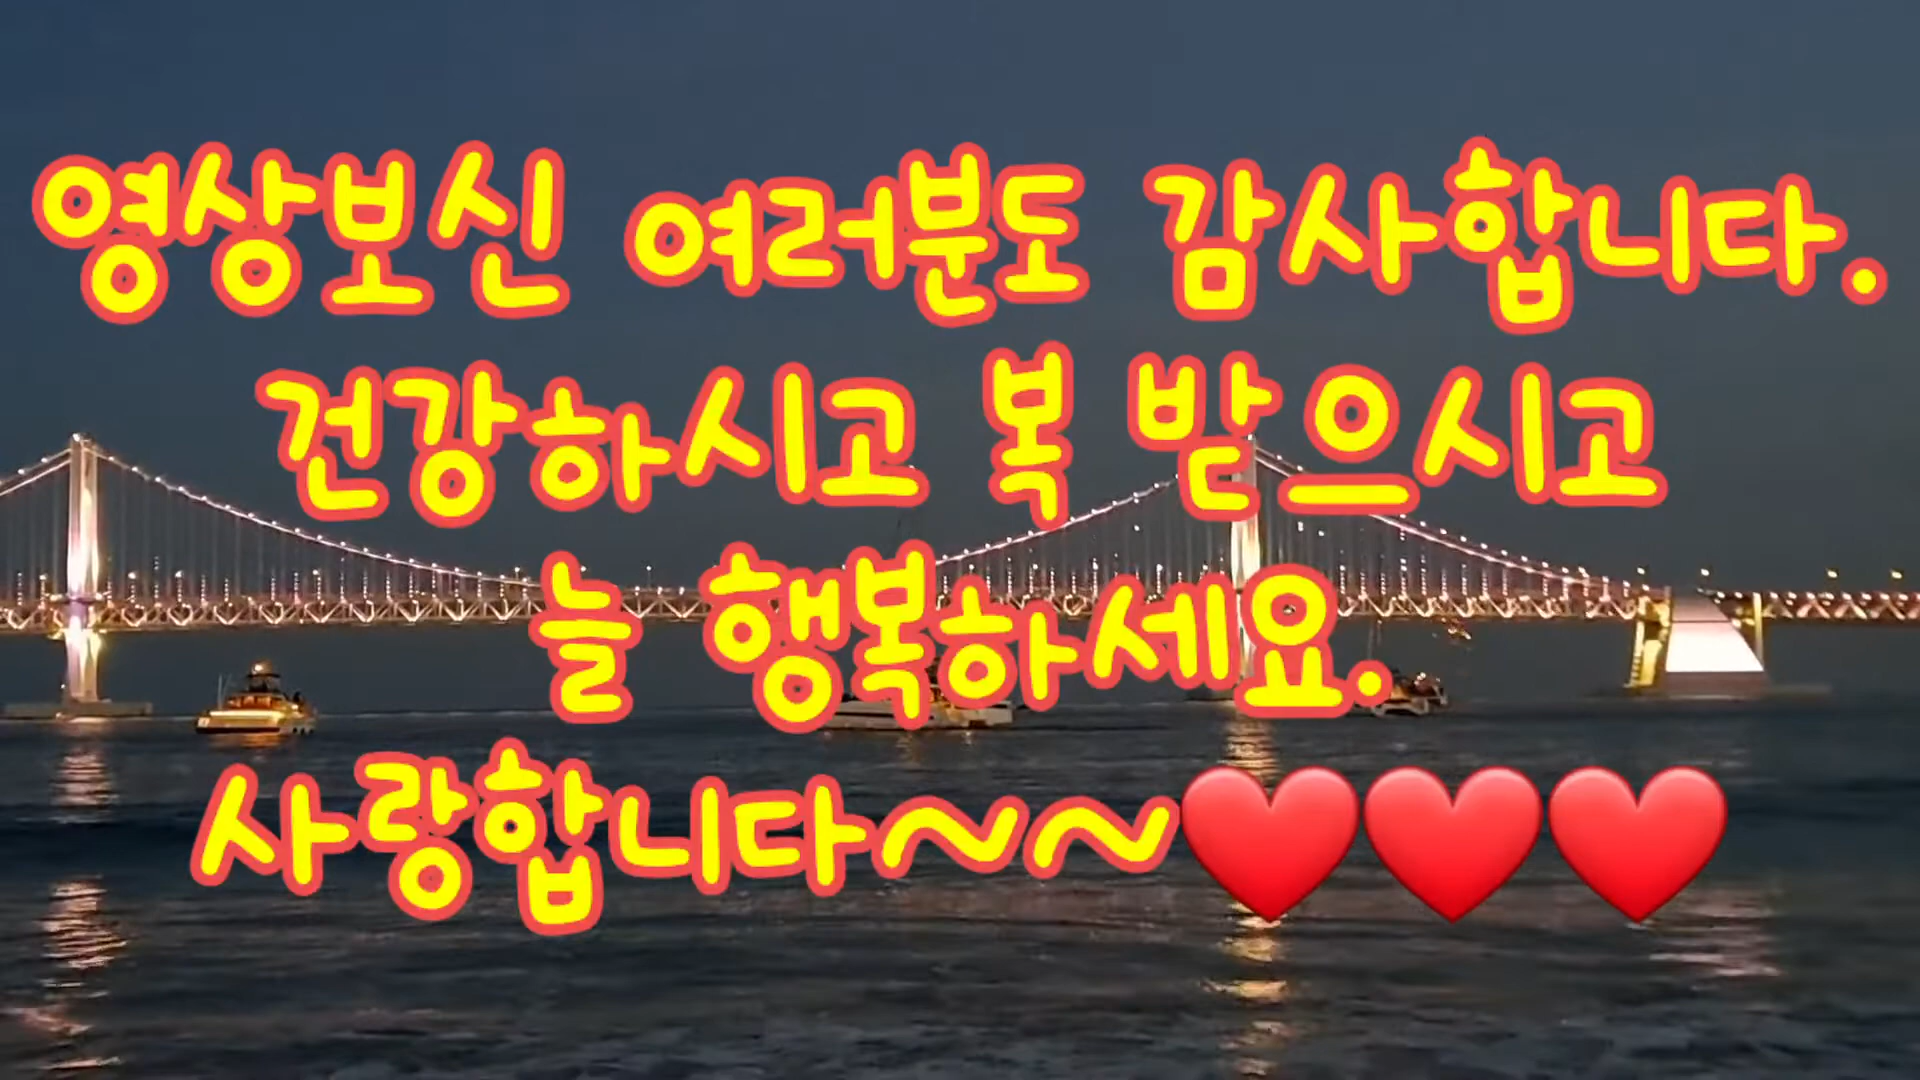 영상보신 여러분도 감사합니다.
건강하시고 복 받으시고
늘 행복하세요.
사랑합니다~~❤❤❤